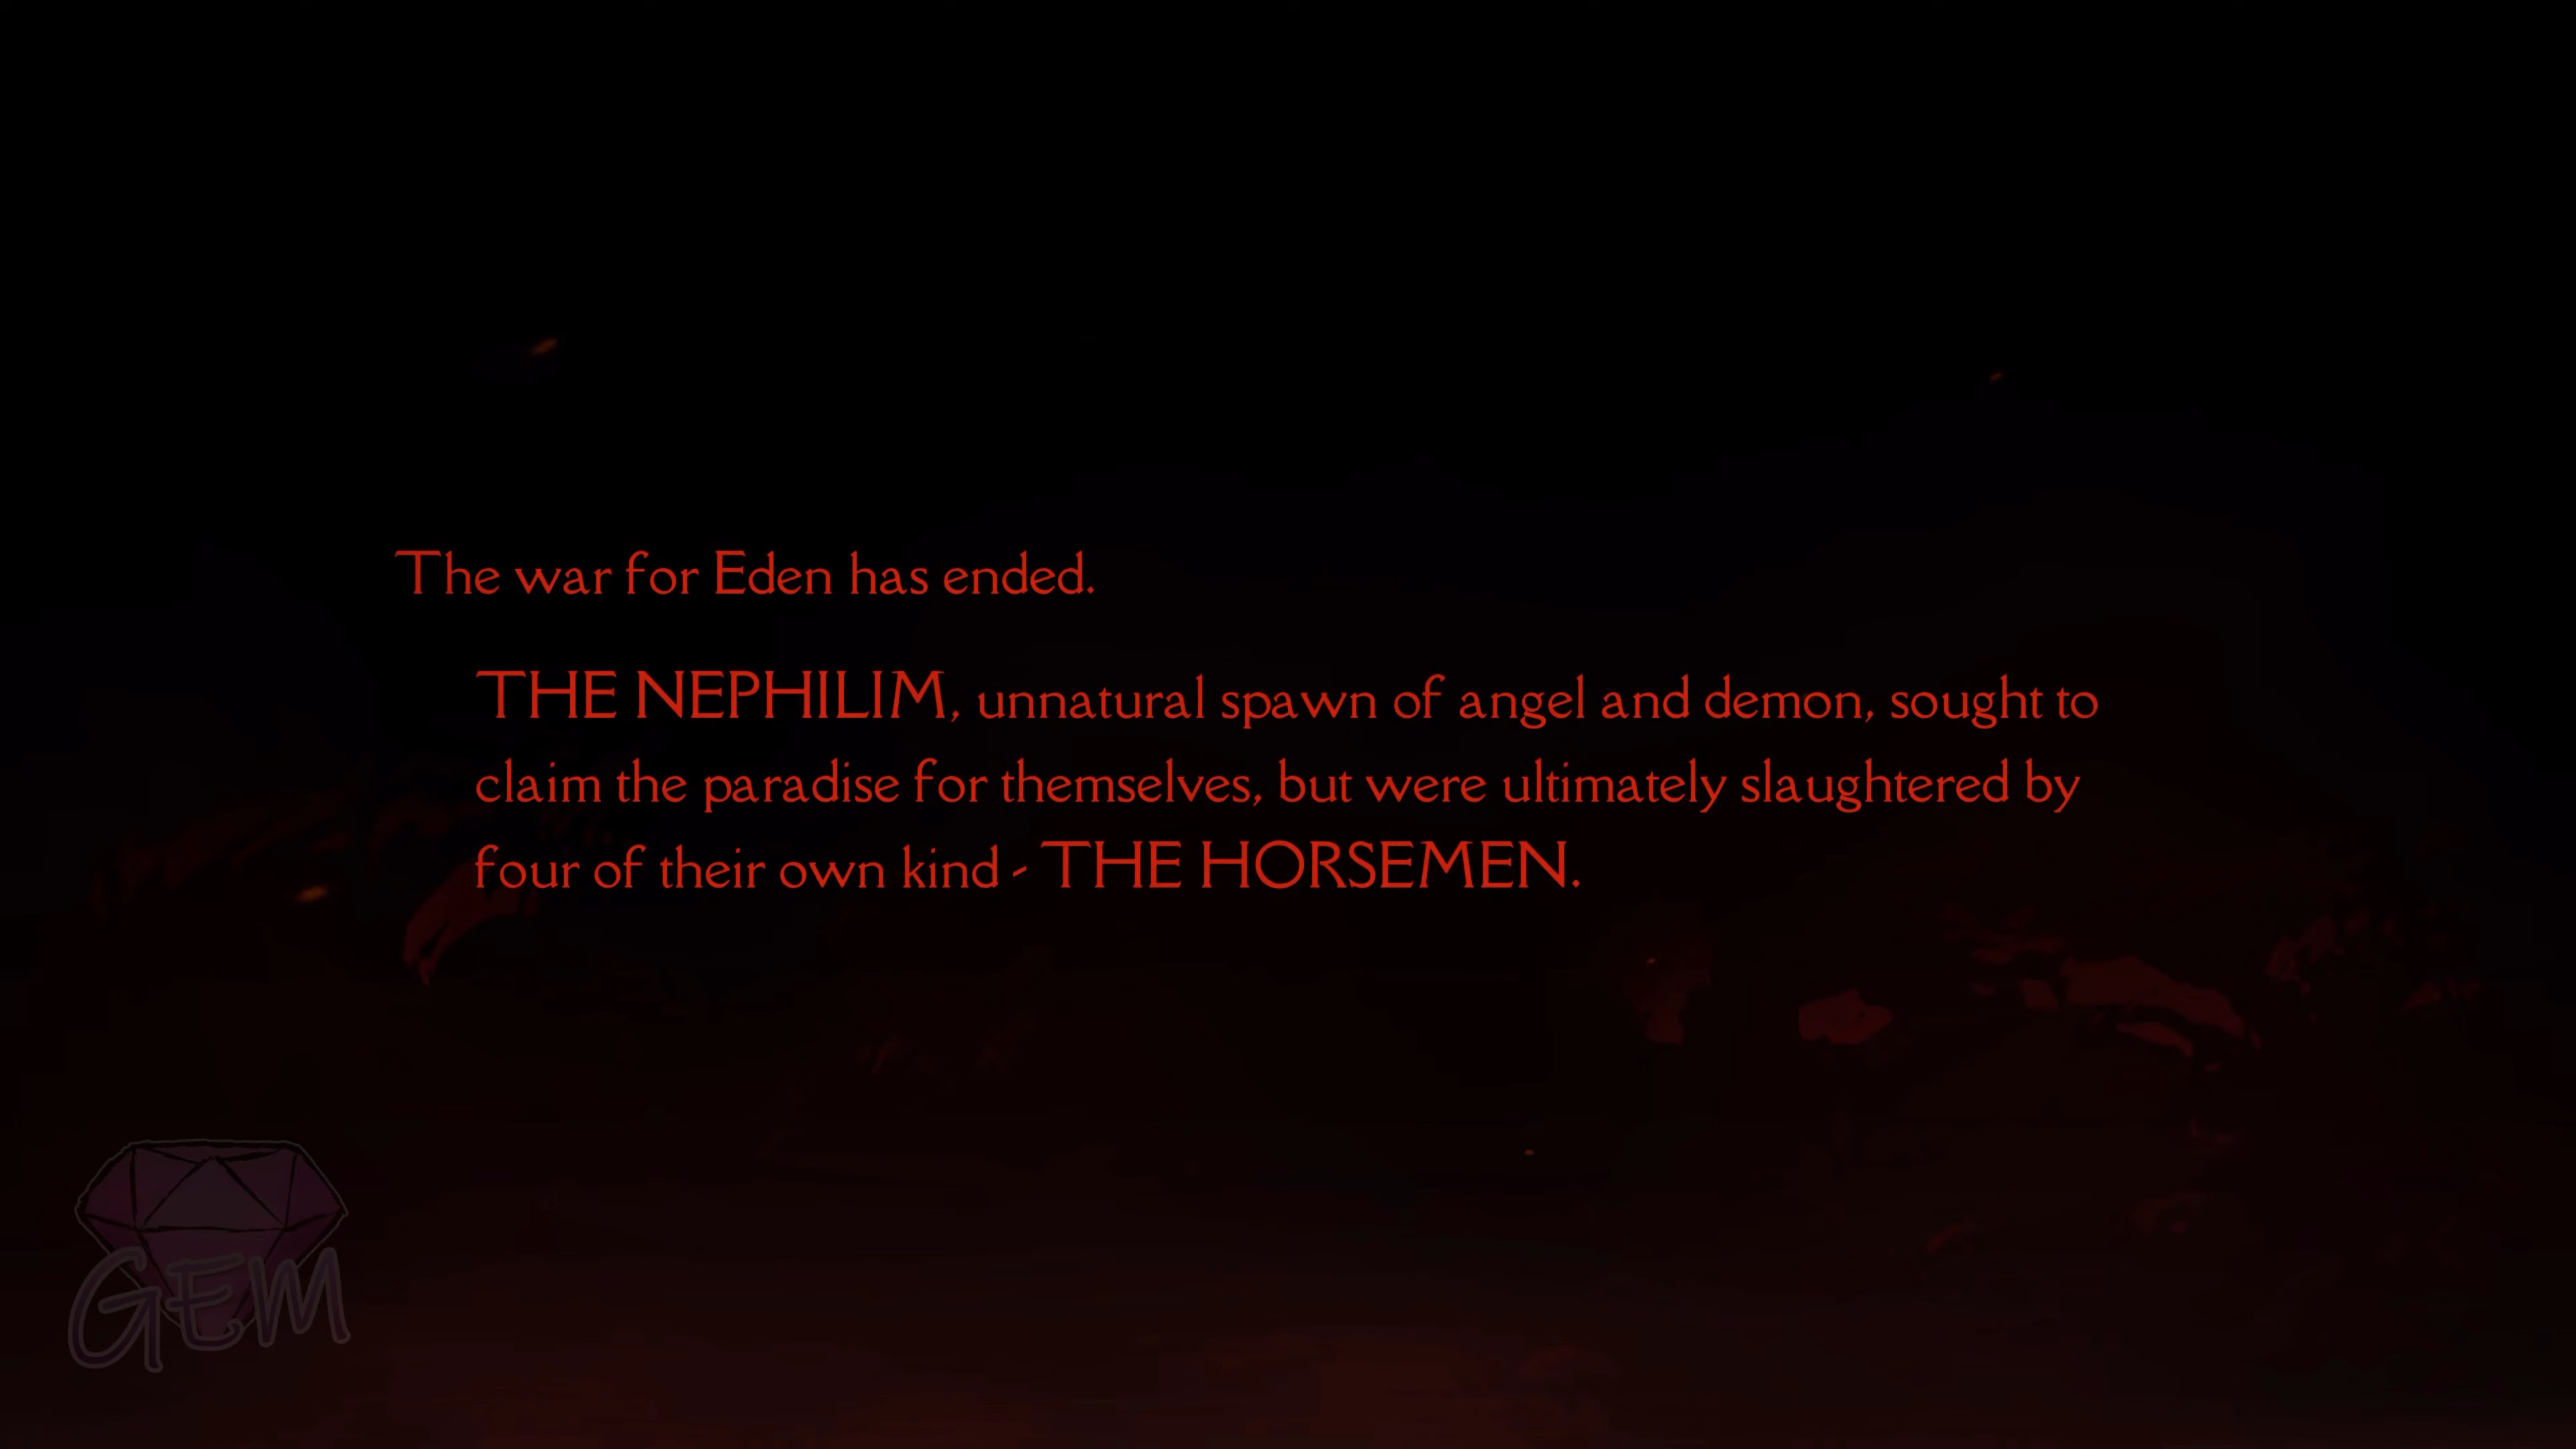 The war for Eden has ended.
THE NEPHILIM, unnatural spawn of angel and demon, sought to
claim the paradise for themselves, but were ultimately slaughtered by
four of their own kind - THE HORSEMEN.
GEM